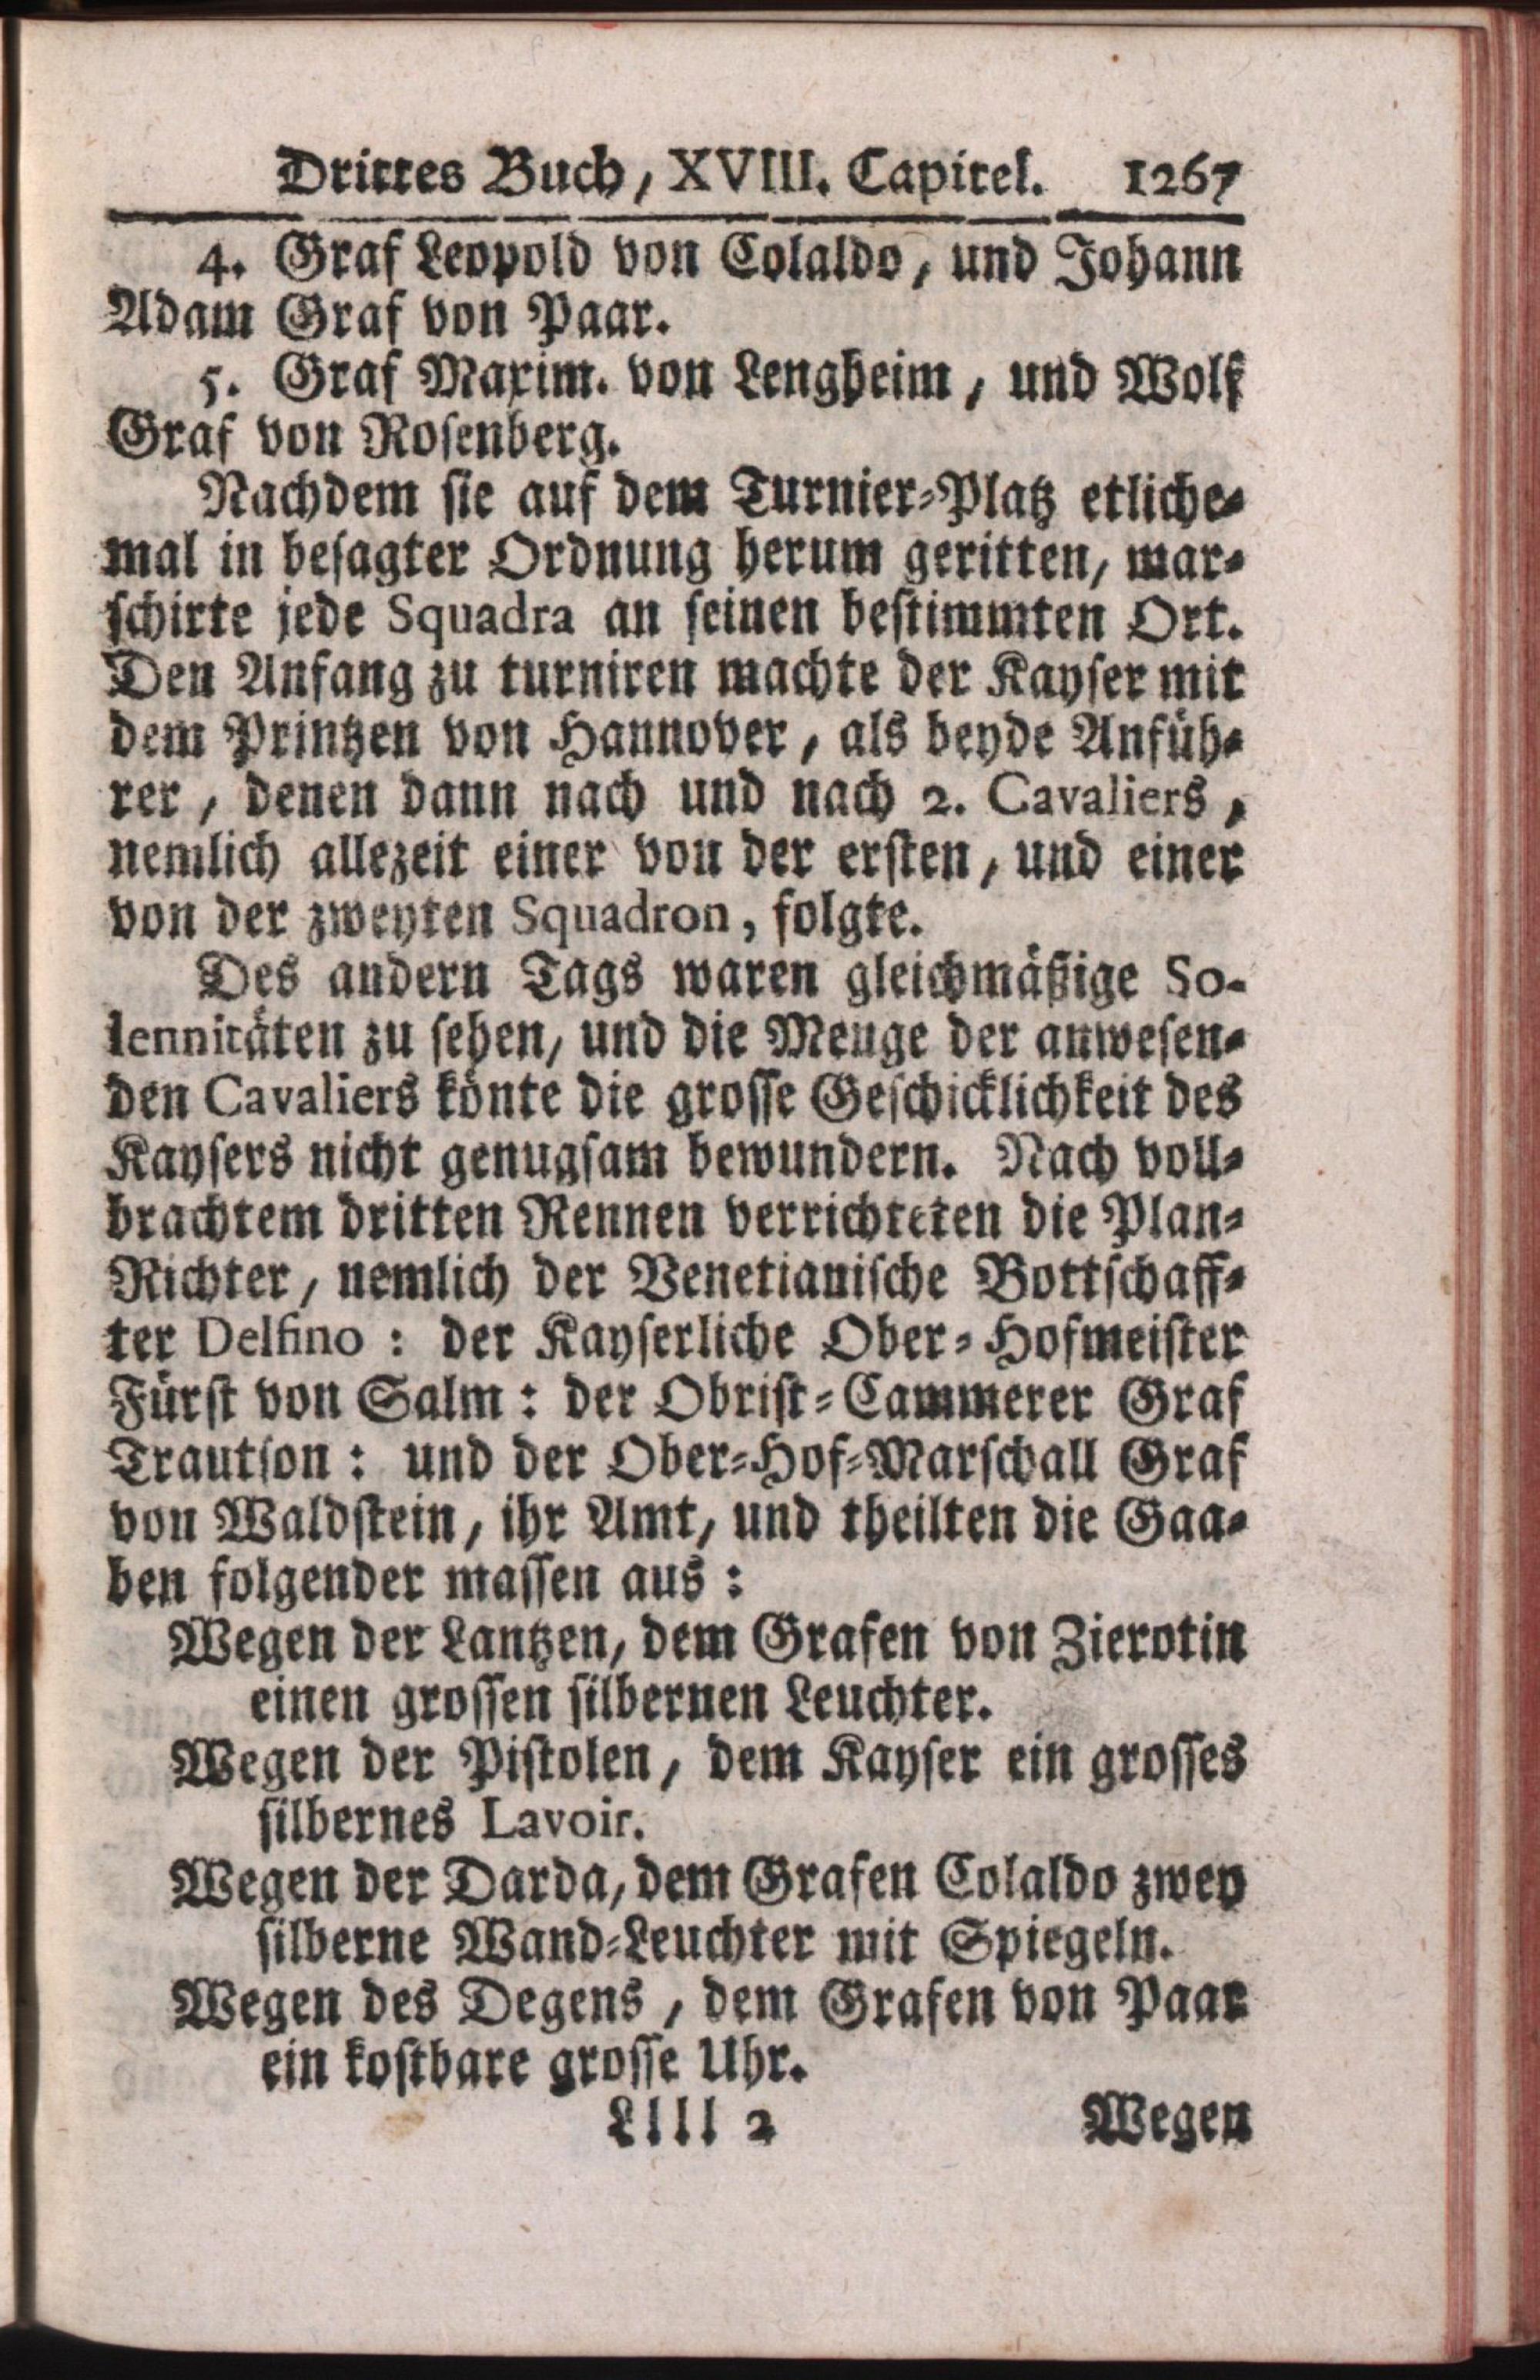 Drittes Buch, XVIII. Capitel. 1267
4. Graf Leopold von Colaldo, und Johann
Adam Graf von Paar.
5. Graf Maxim. von Lengheim, und Wolf
Graf von Rosenberg.
Nachdem sie auf dem Turnier-Platz etliche-
mal in besagter Ordnung herum geritten, mar-
schirte jede Squadra an seinen bestimmten Ort.
Den Anfang zu turniren machte der Kayser mit
dem Printzen von Hannover, als beyde Anfüh-
rer, denen dann nach und nach 2. Cavaliers,
nemlich allezeit einer von der ersten, und einer
von der zweyten Squadron, folgte.
Des andern Tags waren gleichmäßige So-
lennitäten zu sehen, und die Menge der anwesen-
den Cavaliers könte die grosse Geschicklichkeit des
Kaysers nicht genugsam bewundern. Nach voll-
brachtem dritten Rennen verrichteten die Plan-
Richter, nemlich der Venetianische Bottschaff-
ter Delfino: der Kayserliche Ober-Hofmeister
Fürst von Salm: der Obrist-Cammerer Graf
Trautson: und der Ober-Hof-Marschall Graf
von Waldstein, ihr Amt, und theilten die Gaa-
ben folgender massen aus:
Wegen der Lantzen, dem Grafen von Zierotin
einen grossen silbernen Leuchter.
Wegen der Pistolen, dem Kayser ein grosses
silbernes Lavoir.
Wegen der Darda, dem Grafen Colaldo zwey
silberne Wand-Leuchter mit Spiegeln.
Wegen des Degens, dem Grafen von Paar
ein kostbare grosse Uhr.
Llll 2 Wegen